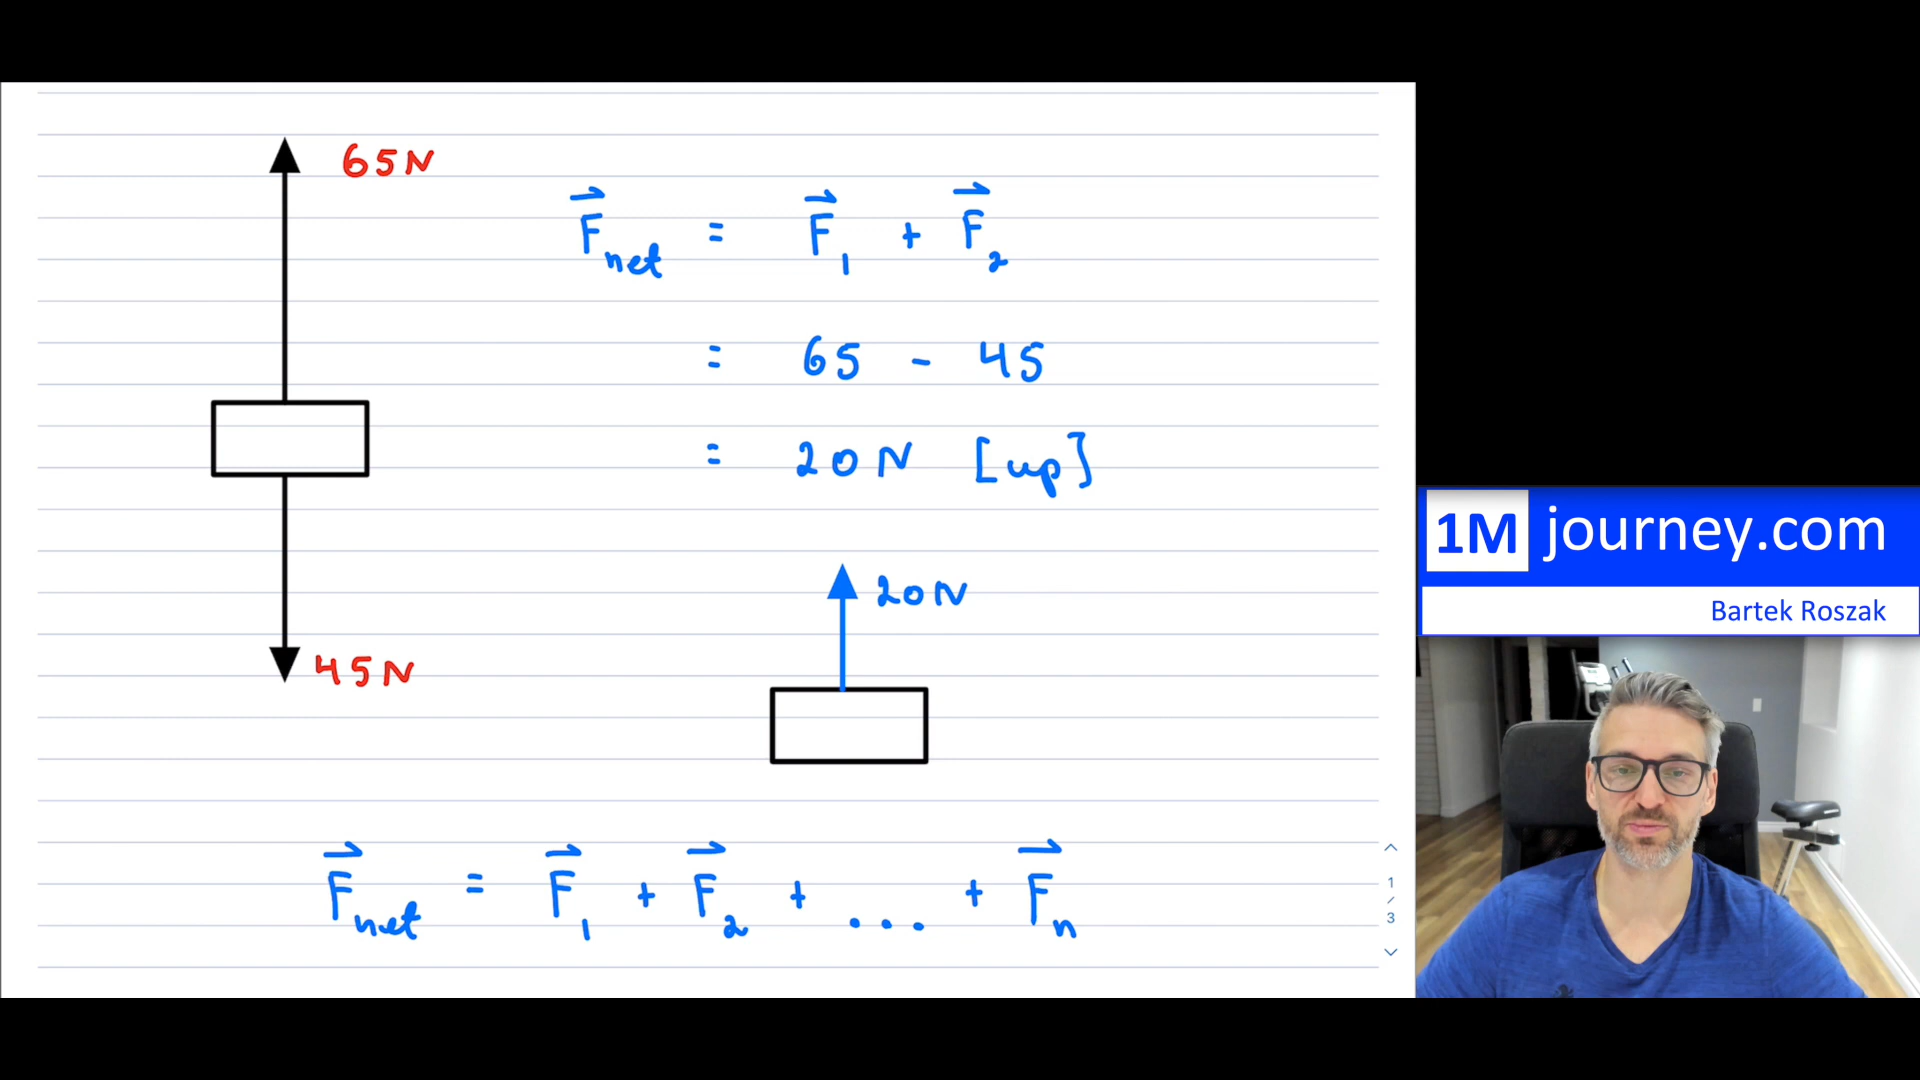 65N
F⃗net = F⃗1 + F⃗2
= 65 - 45
= 20N [up]
20N
45N
F⃗net = F⃗1 + F⃗2 + ... + F⃗n
1
/
3
1M journey.com
Bartek Roszak